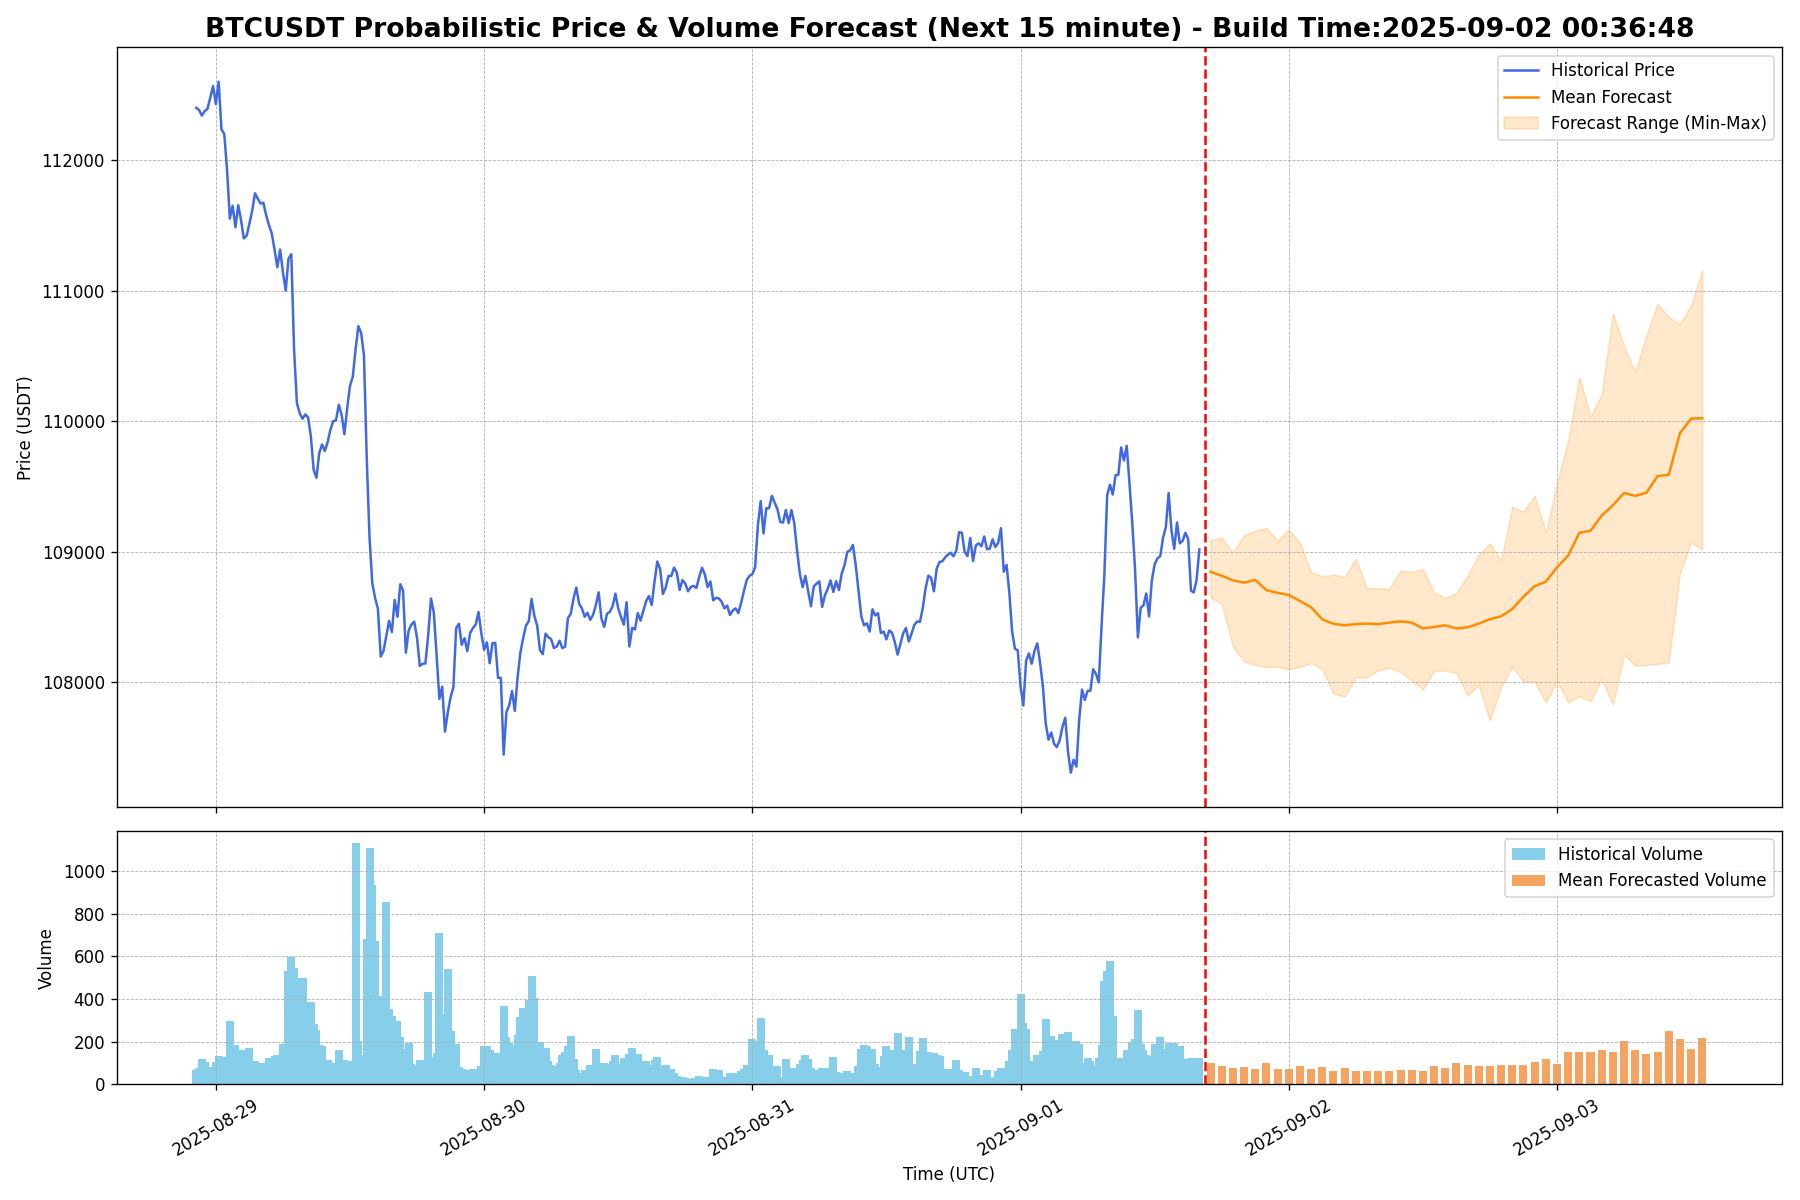 BTCUSDT Probabilistic Price & Volume Forecast (Next 15 minute) - Build Time:2025-09-02 00:36:48
Historical Price
Mean Forecast
Forecast Range (Min-Max)
112000
111000
110000
109000
108000
Price (USDT)
Historical Volume
Mean Forecasted Volume
1000
800
600
400
200
0
Volume
2025-08-29
2025-08-30
2025-08-31
2025-09-01
2025-09-02
2025-09-03
Time (UTC)